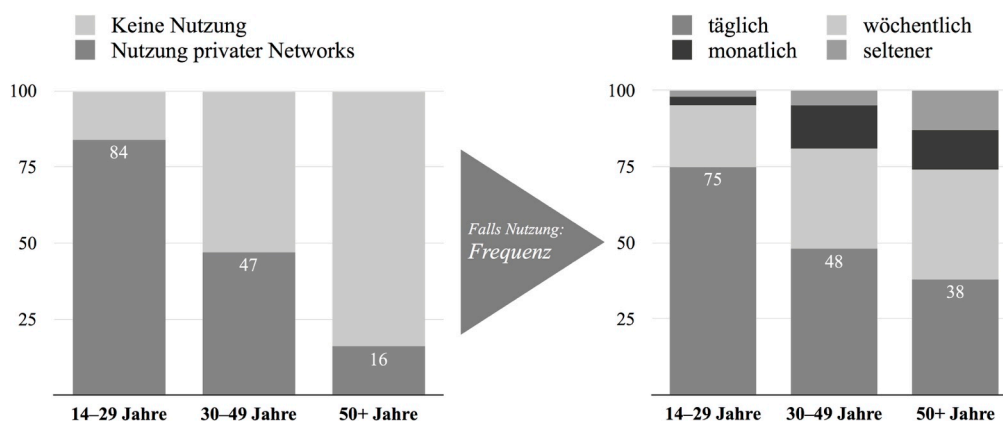 Keine Nutzung
Nutzung privater Networks
100
75
50
25
84
47
16
14–29 Jahre 30–49 Jahre 50+ Jahre
Falls Nutzung:
Frequenz
täglich wöchentlich
monatlich seltener
100
75
50
25
75
48
38
14–29 Jahre 30–49 Jahre 50+ Jahre